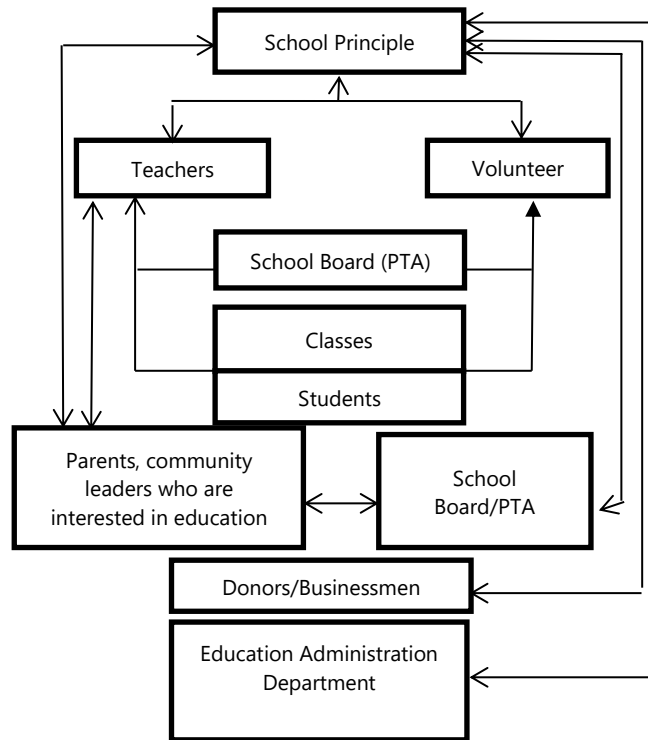 School Principle
Teachers
Volunteer
School Board (PTA)
Classes
Students
Parents, community
leaders who are
interested in education
School
Board/PTA
Donors/Businessmen
Education Administration
Department